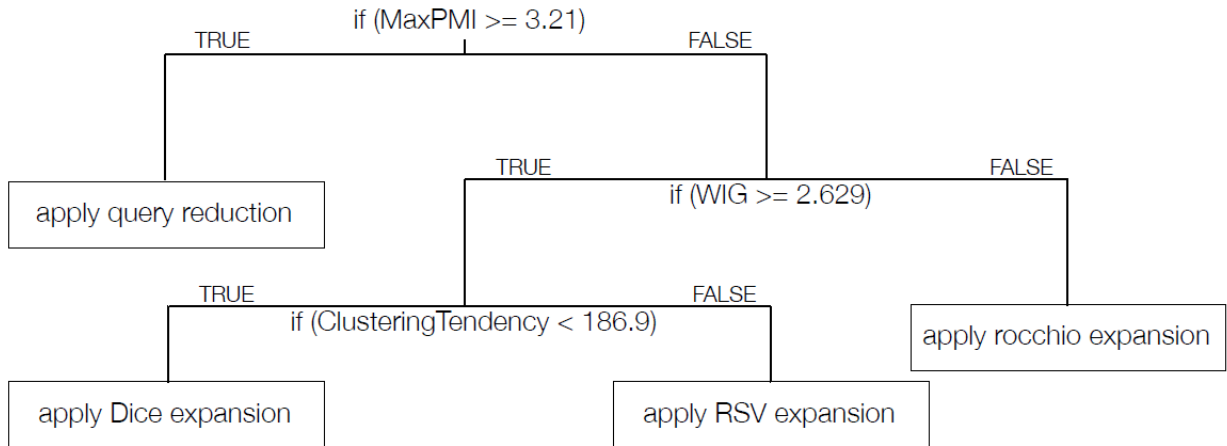 if (MaxPMI >= 3.21)
TRUE
FALSE
apply query reduction
TRUE
FALSE
if (WIG >= 2.629)
TRUE
FALSE
if (ClusteringTendency < 186.9)
apply rocchio expansion
apply Dice expansion
apply RSV expansion